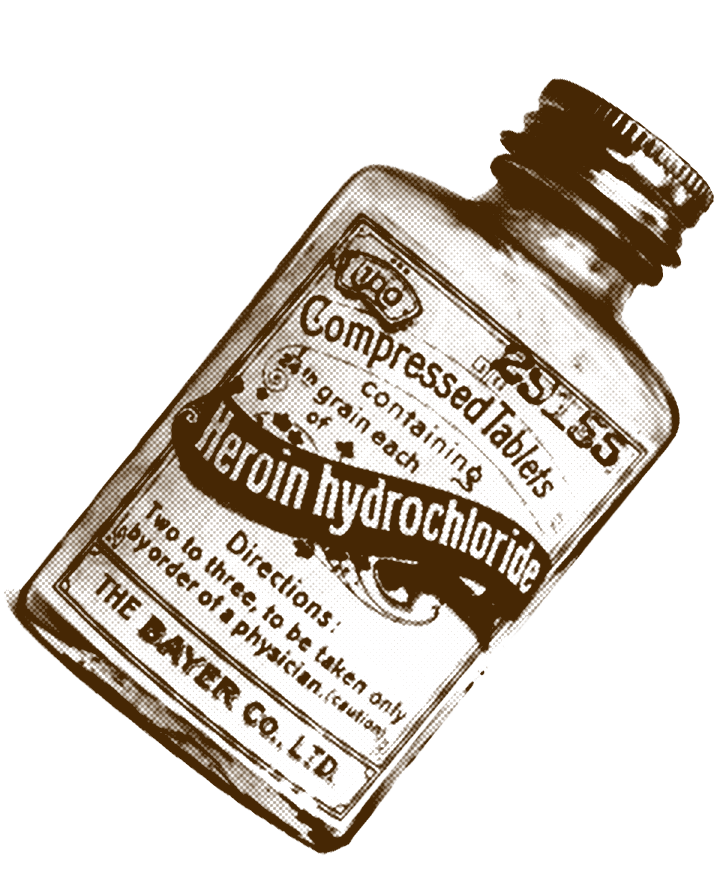 Compressed Tablets
containing
24th grain each
of
Heroin hydrochloride
Directions:
Two to three, to be taken only
by order of a physician. (caution)
THE BAYER CO., LTD.